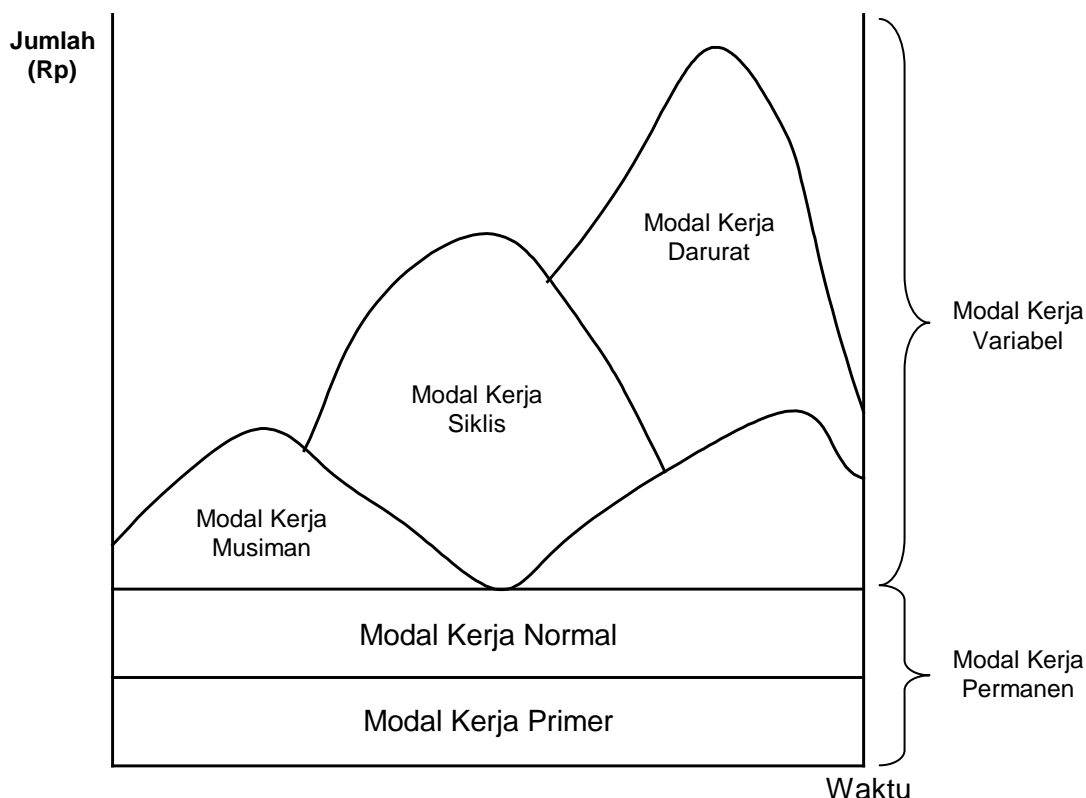 Jumlah
(Rp)
Modal Kerja
Darurat
Modal Kerja
Variabel
Modal Kerja
Siklis
Modal Kerja
Musiman
Modal Kerja Normal
Modal Kerja
Permanen
Modal Kerja Primer
Waktu